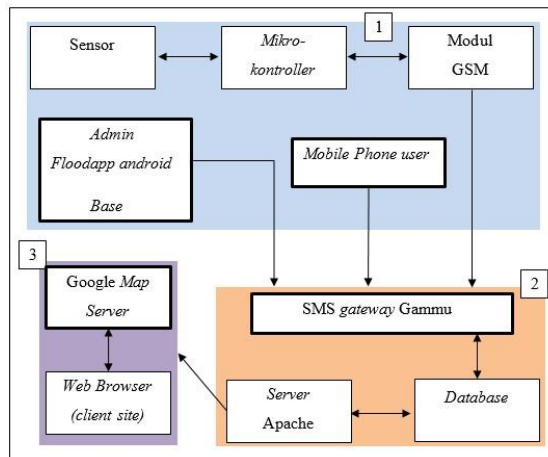 1
Sensor
Mikro-
kontroller
Modul
GSM
Admin
Floodapp android
Base
Mobile Phone user
3
Google Map
Server
Web Browser
(client site)
2
SMS gateway Gammu
Server
Apache
Database